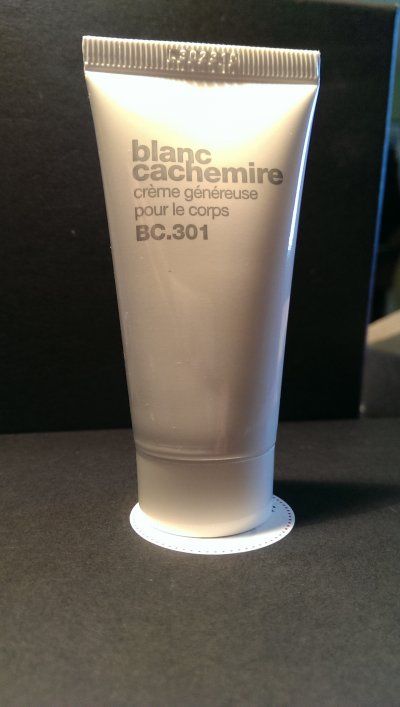 blanc
cachemire
crème généreuse
pour le corps
BC.301